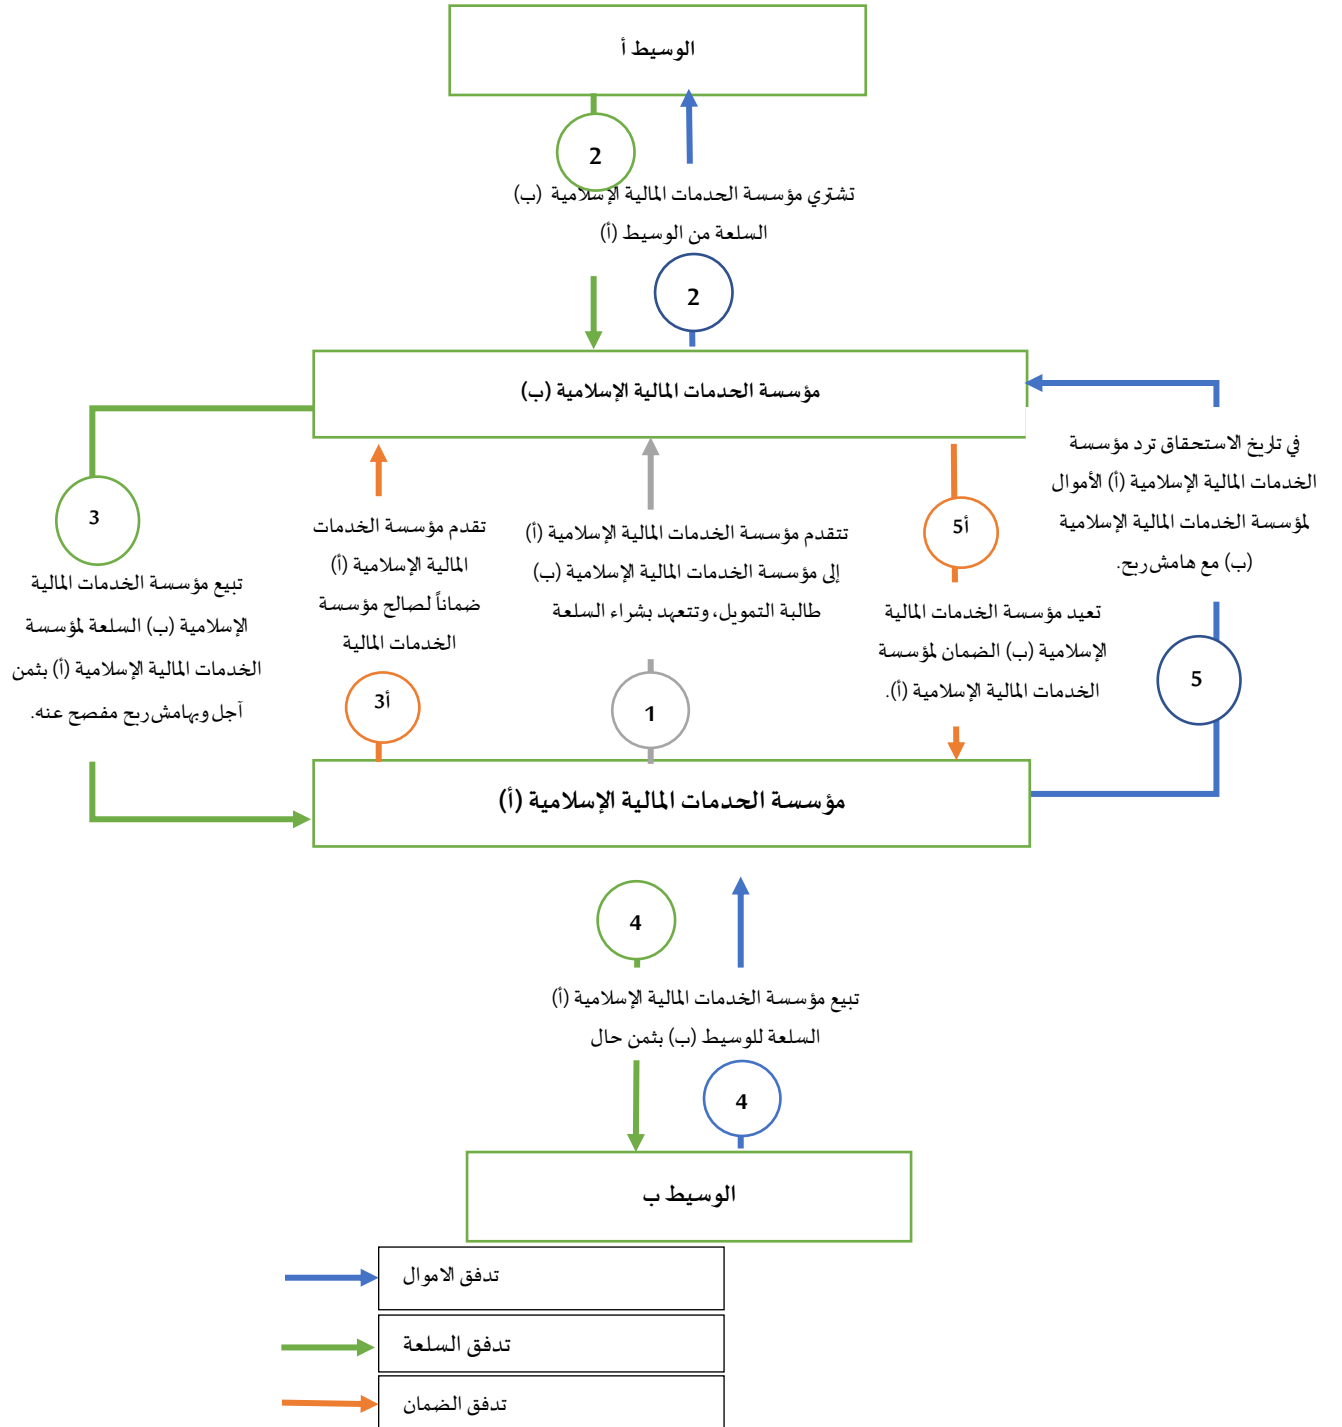 الوسيط أ
2
تشتري مؤسسة الحدمات المالية الإسلامية (ب)
السلعة من الوسيط (أ)
2
مؤسسة الحدمات المالية الإسلامية (ب)
في تاريخ الاستحقاق ترد مؤسسة
الخدمات المالية الإسلامية (أ) الأموال
لمؤسسة الخدمات المالية الإسلامية
(ب) مع هامش ربح.
5
أ5
تعيد مؤسسة الخدمات المالية
الإسلامية (ب) الضمان لمؤسسة
الخدمات المالية الإسلامية (أ).
تتقدم مؤسسة الخدمات المالية الإسلامية (أ)
إلى مؤسسة الخدمات المالية الإسلامية (ب)
طالبة التمويل، وتتعهد بشراء السلعة
1
تقدم مؤسسة الخدمات
المالية الإسلامية (أ)
ضماناً لصالح مؤسسة
الخدمات المالية
أ3
3
تبيع مؤسسة الخدمات المالية
الإسلامية (ب) السلعة لمؤسسة
الخدمات المالية الإسلامية (أ) بثمن
آجل وبهامش ربح مفصح عنه.
مؤسسة الحدمات المالية الإسلامية (أ)
4
تبيع مؤسسة الخدمات المالية الإسلامية (أ)
السلعة للوسيط (ب) بثمن حال
4
الوسيط ب
تدفق الاموال
تدفق السلعة
تدفق الضمان